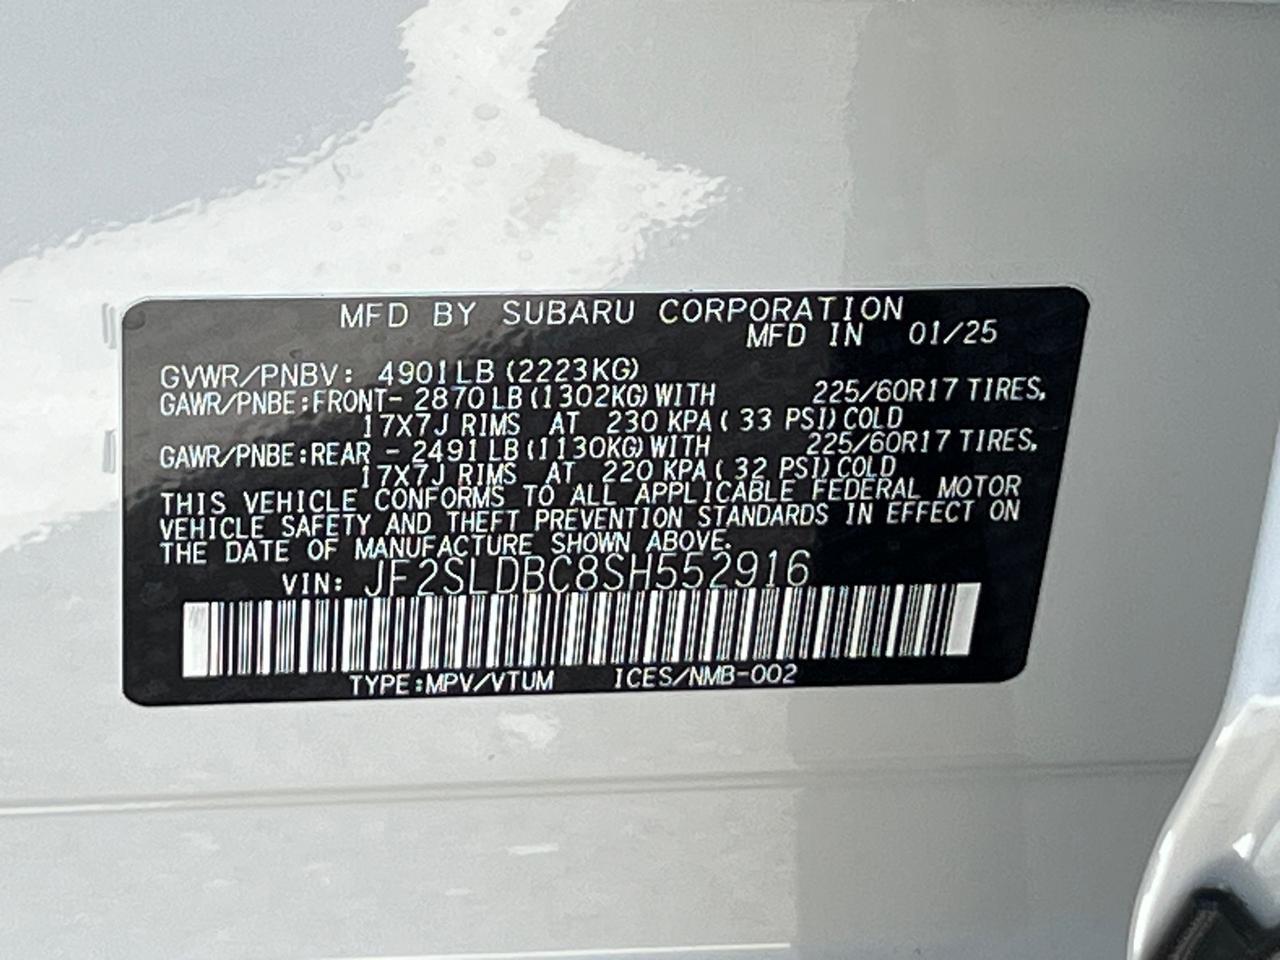 MFD BY SUBARU CORPORATION
MFD IN 01/25
GVWR/PNBV: 4901LB (2223KG)
GAWR/PNBE:FRONT- 2870LB(1302KG)WITH 225/60R17 TIRES,
17X7J RIMS AT 230 KPA( 33 PSI)COLD
GAWR/PNBE:REAR - 2491LB(1130KG)WITH 225/60R17 TIRES,
17X7J RIMS AT 220 KPA( 32 PSI)COLD
THIS VEHICLE CONFORMS TO ALL APPLICABLE FEDERAL MOTOR
VEHICLE SAFETY AND THEFT PREVENTION STANDARDS IN EFFECT ON
THE DATE OF MANUFACTURE SHOWN ABOVE.
VIN: JF2SLDBC8SH552916
TYPE:MPV/VTUM ICES/NMB-002